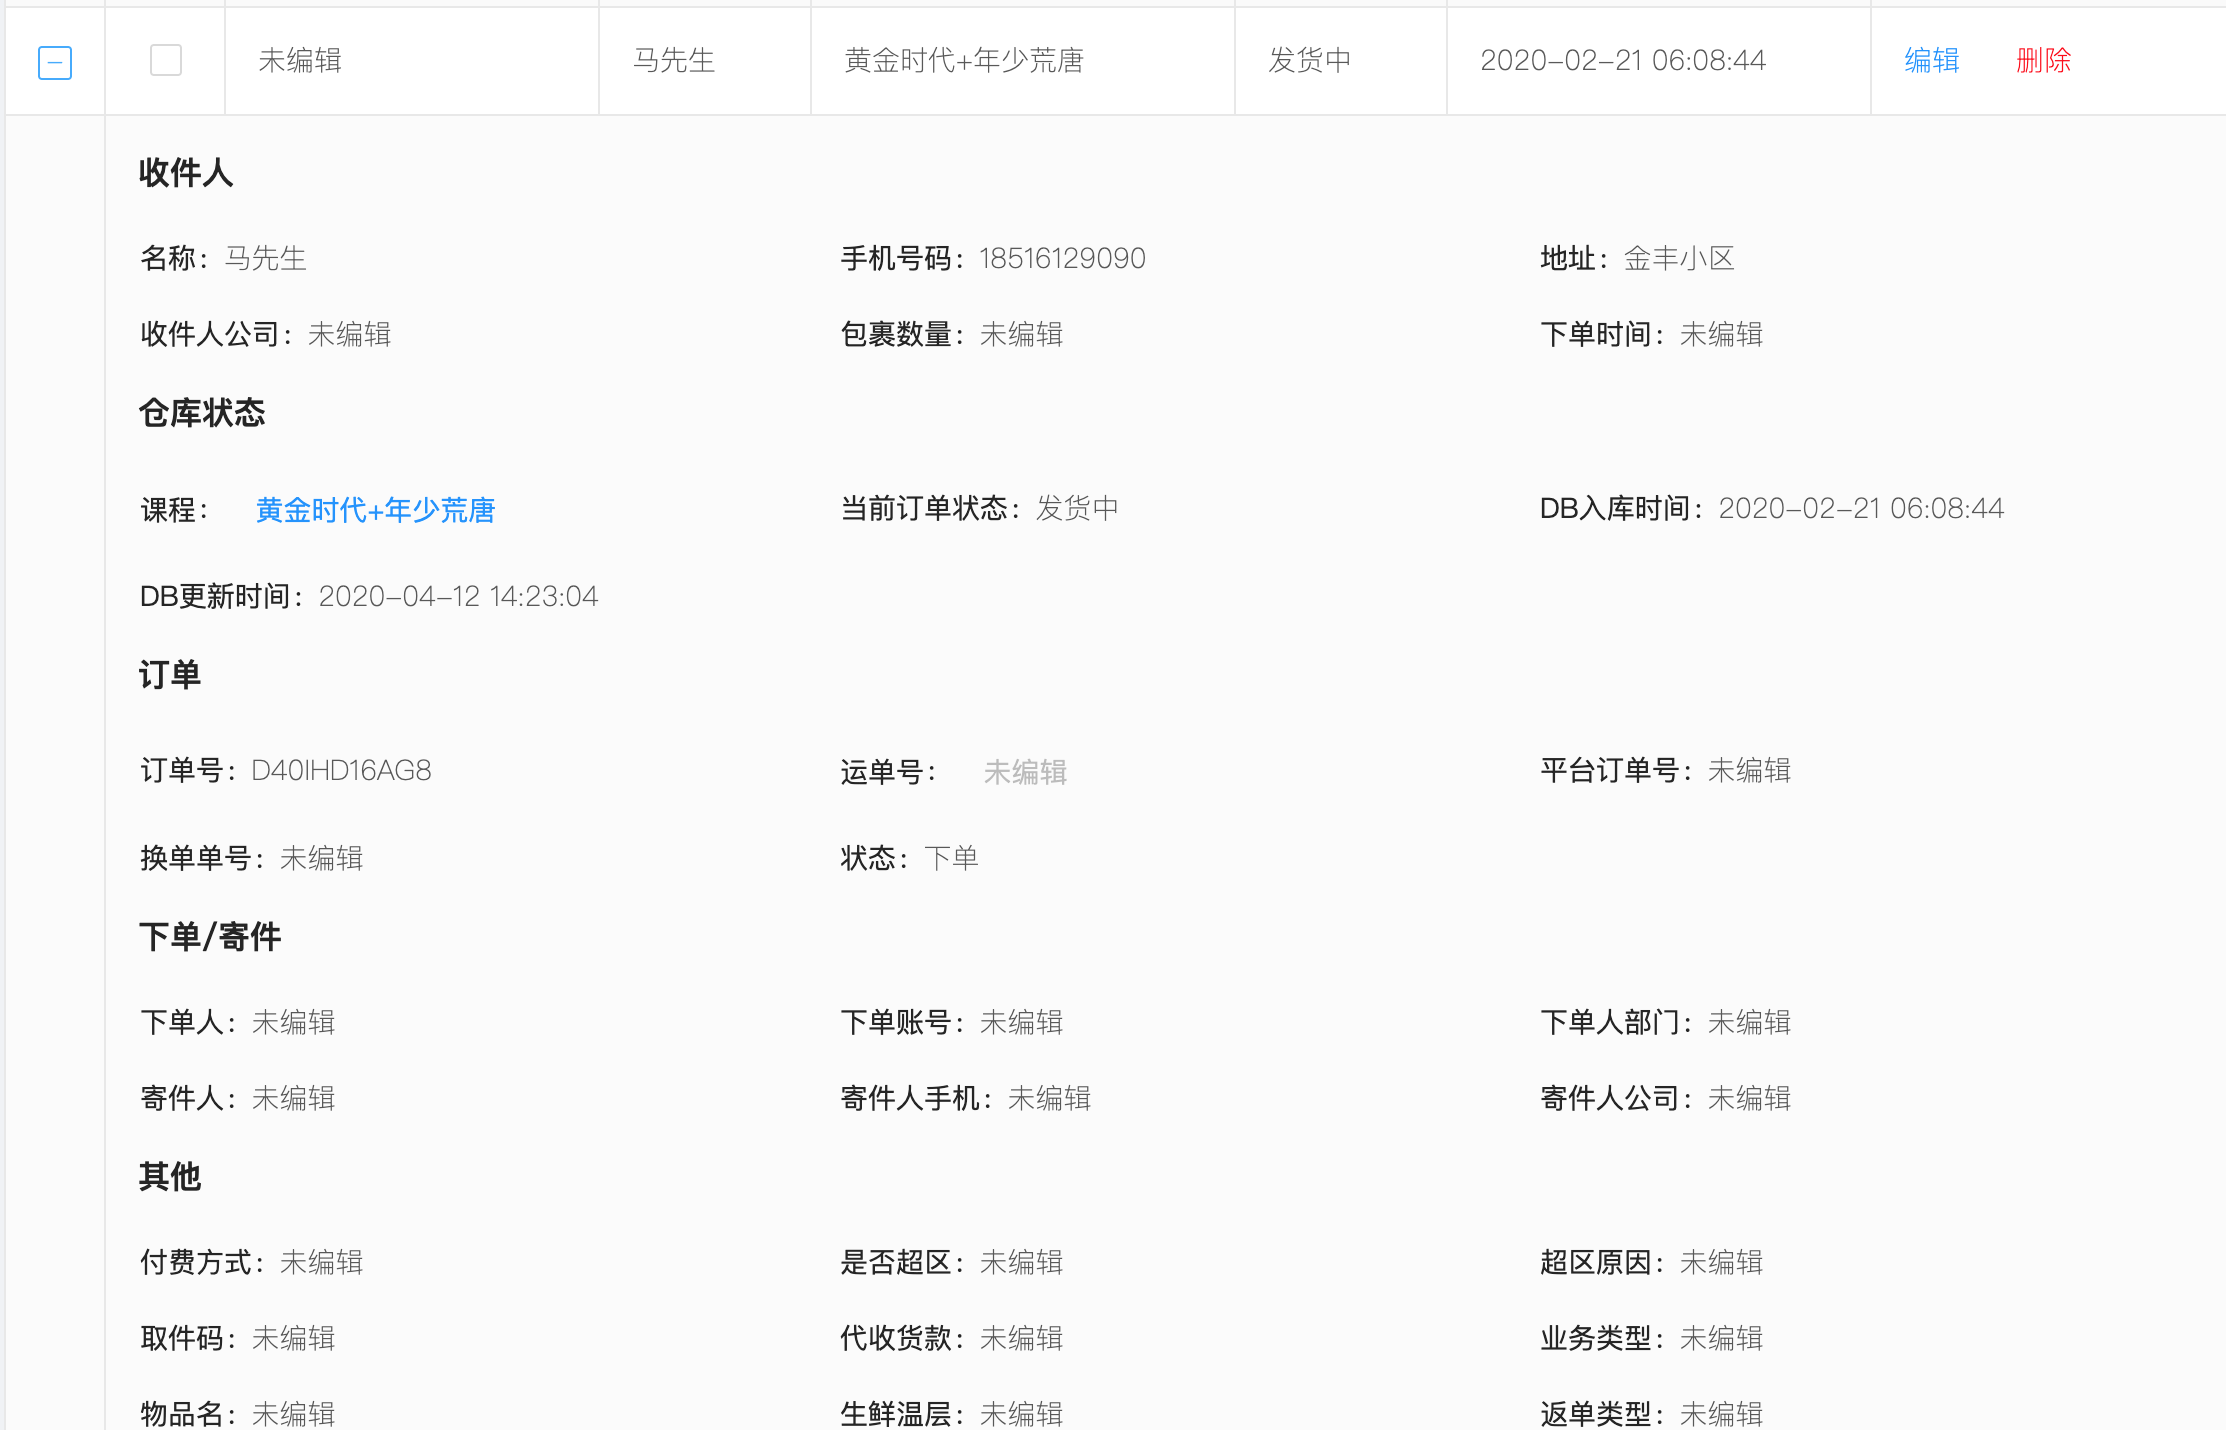 未编辑 马先生 黄金时代+年少荒唐 发货中 2020-02-21 06:08:44 编辑 删除
收件人
名称： 马先生 手机号码： 18516129090 地址： 金丰小区
收件人公司： 未编辑 包裹数量： 未编辑 下单时间： 未编辑
仓库状态
课程： 黄金时代+年少荒唐 当前订单状态： 发货中 DB入库时间： 2020-02-21 06:08:44
DB更新时间： 2020-04-12 14:23:04
订单
订单号： D40IHD16AG8 运单号： 未编辑 平台订单号： 未编辑
换单单号： 未编辑 状态： 下单
下单/寄件
下单人： 未编辑 下单账号： 未编辑 下单人部门： 未编辑
寄件人： 未编辑 寄件人手机： 未编辑 寄件人公司： 未编辑
其他
付费方式： 未编辑 是否超区： 未编辑 超区原因： 未编辑
取件码： 未编辑 代收货款： 未编辑 业务类型： 未编辑
物品名： 未编辑 生鲜温层： 未编辑 返单类型： 未编辑